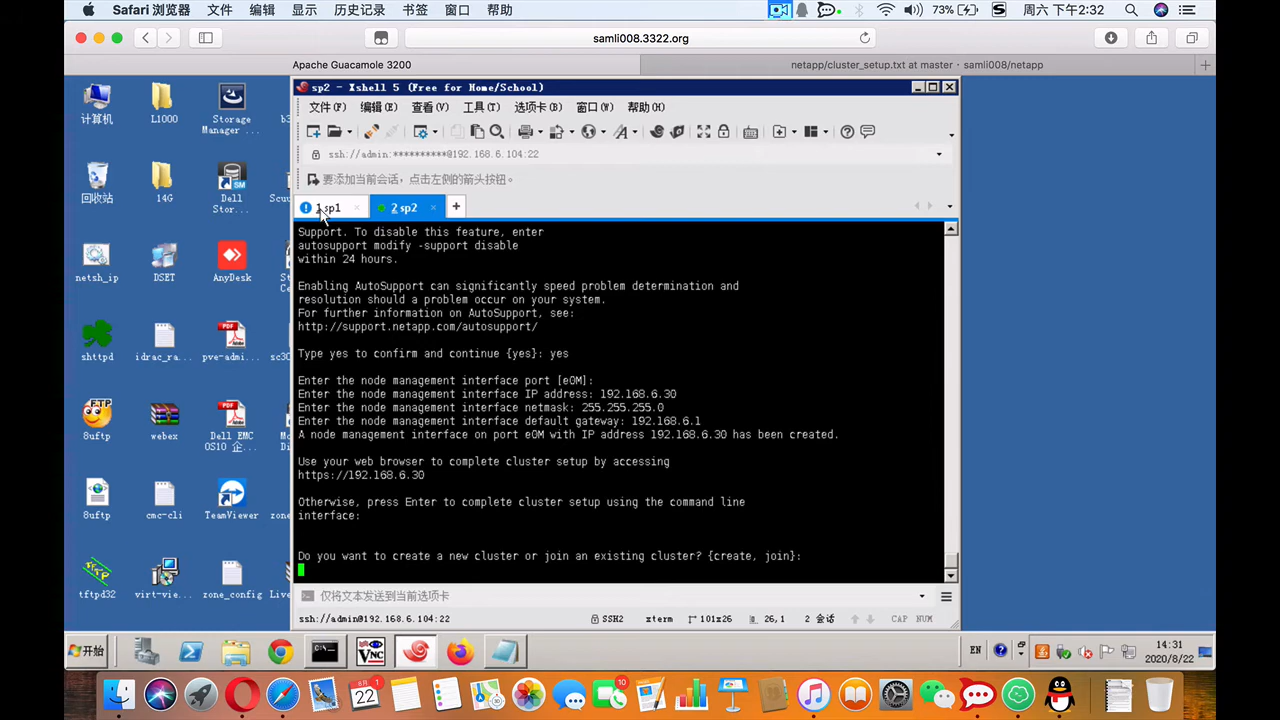 Safari 浏览器 文件 编辑 显示 历史记录 书签 窗口 帮助 73% 周六 下午2:32
samli008.3322.org
Apache Guacamole 3200 netapp/cluster_setup.txt at master · samli008/netapp
计算机
L1000
Storage
Manager ...
回收站
14G
Dell
Stor...
netsh_ip
DSET
AnyDesk
shttpd
idrac_ra...
pve-admi...
8uftp
webex
Dell EMC
OS10 企...
8uftp
cmc-cli
TeamViewer
tftpd32
virt-vie...
zone_config
sp2 - Xshell 5 (Free for Home/School)
文件(F) 编辑(E) 查看(V) 工具(T) 选项卡(B) 窗口(W) 帮助(H)
ssh://admin:**********@192.168.6.104:22
要添加当前会话，点击左侧的箭头按钮。
1 sp1 2 sp2
Support. To disable this feature, enter
autosupport modify -support disable
within 24 hours.
Enabling AutoSupport can significantly speed problem determination and
resolution should a problem occur on your system.
For further information on AutoSupport, see:
http://support.netapp.com/autosupport/
Type yes to confirm and continue {yes}: yes
Enter the node management interface port [e0M]:
Enter the node management interface IP address: 192.168.6.30
Enter the node management interface netmask: 255.255.255.0
Enter the node management interface default gateway: 192.168.6.1
A node management interface on port e0M with IP address 192.168.6.30 has been created.
Use your web browser to complete cluster setup by accessing
https://192.168.6.30
Otherwise, press Enter to complete cluster setup using the command line
interface:
Do you want to create a new cluster or join an existing cluster? {create, join}:
仅将文本发送到当前选项卡
ssh://admin@192.168.6.104:22 SSH2 xterm 101x26 26,1 2 会话 CAP NUM
开始 EN 14:31
2020/8/22
8月 1
22
10